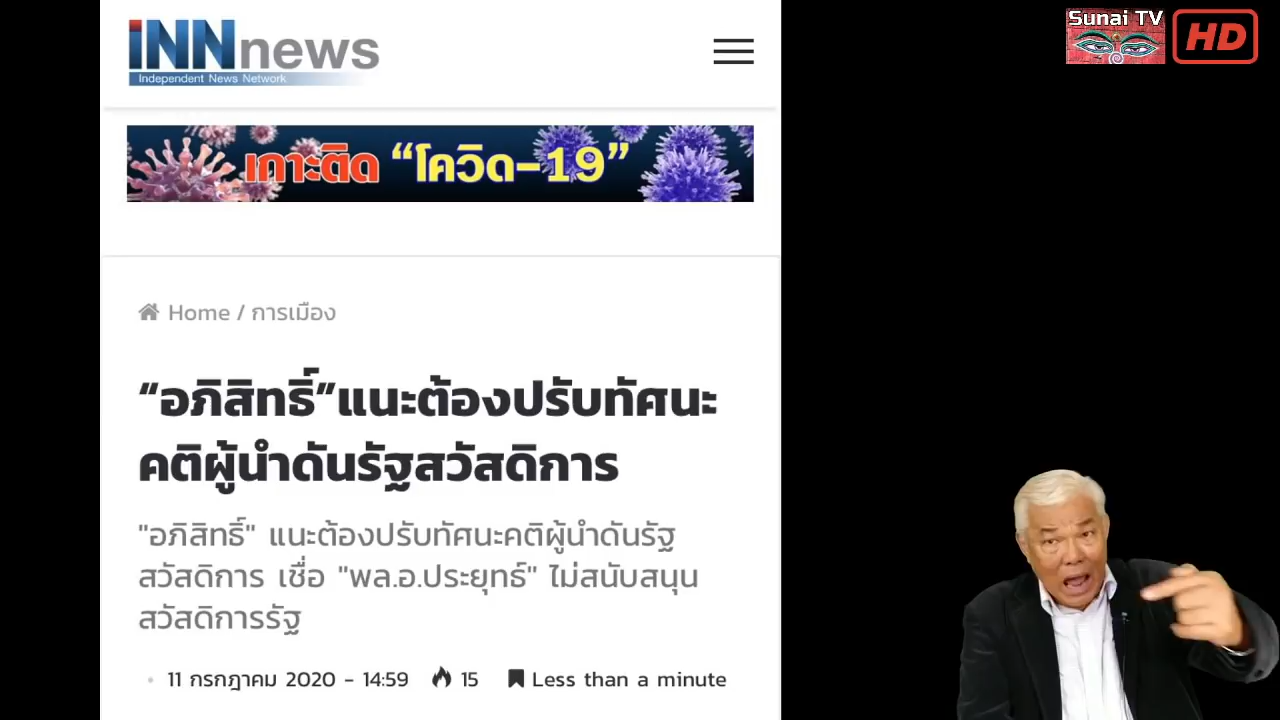 iNNnews
Independent News Network
Sunai TV
HD
เกาะติด “โควิด-19”
Home / การเมือง
“อภิสิทธิ์”แนะต้องปรับทัศนะ
คติผู้นำดันรัฐสวัสดิการ
"อภิสิทธิ์" แนะต้องปรับทัศนะคติผู้นำดันรัฐ
สวัสดิการ เชื่อ "พล.อ.ประยุทธ์" ไม่สนับสนุน
สวัสดิการรัฐ
11 กรกฎาคม 2020 - 14:59 15 Less than a minute